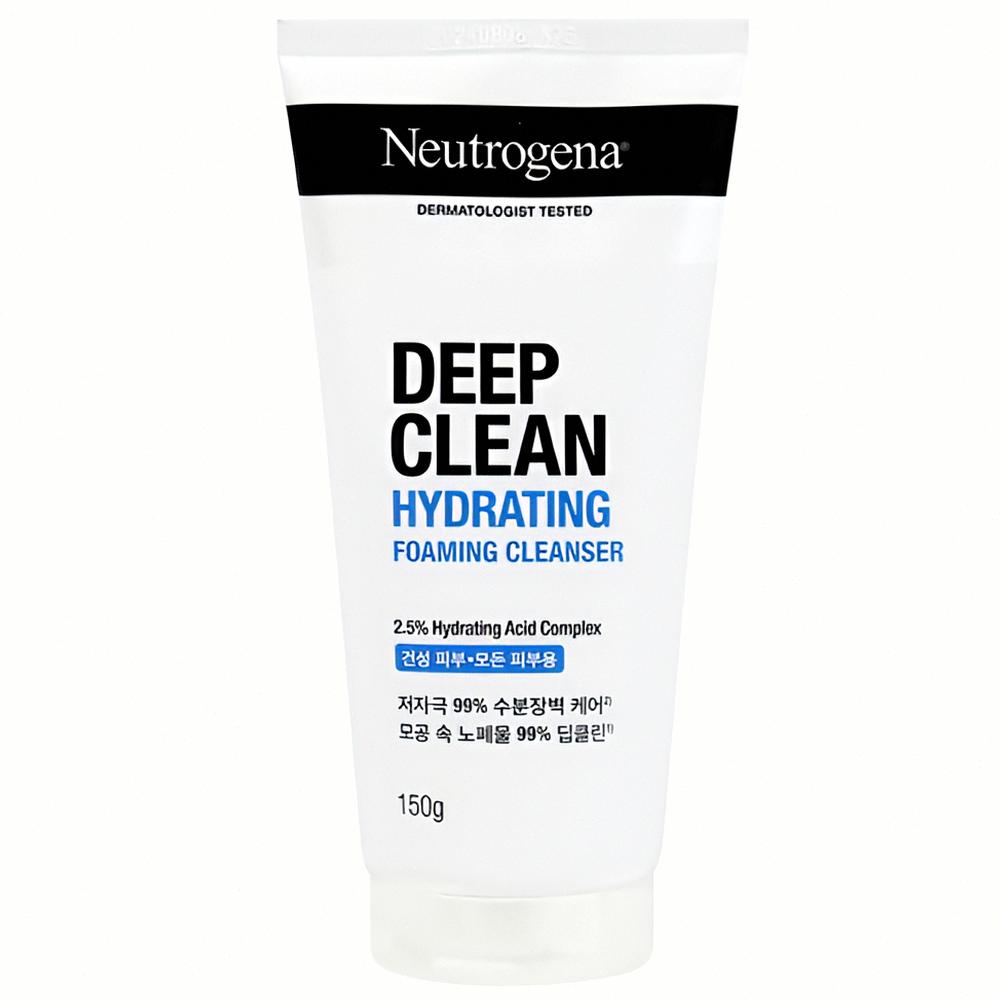 Neutrogena®
DERMATOLOGIST TESTED
DEEP
CLEAN
HYDRATING
FOAMING CLEANSER
2.5% Hydrating Acid Complex
건성 피부•모든 피부용
저자극 99% 수분장벽 케어²⁾
모공 속 노폐물 99% 딥클린¹⁾
150g